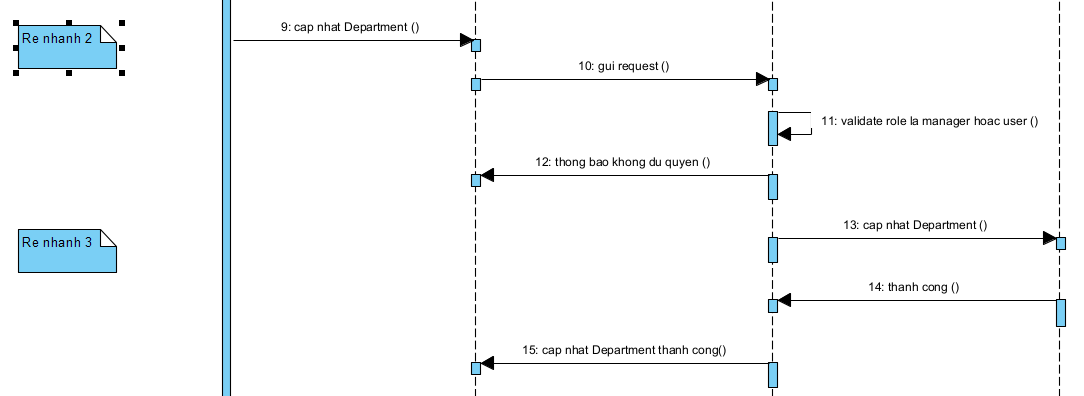 Re nhanh 2
9: cap nhat Department ()
10: gui request ()
11: validate role la manager hoac user ()
12: thong bao khong du quyen ()
Re nhanh 3
13: cap nhat Department ()
14: thanh cong ()
15: cap nhat Department thanh cong()